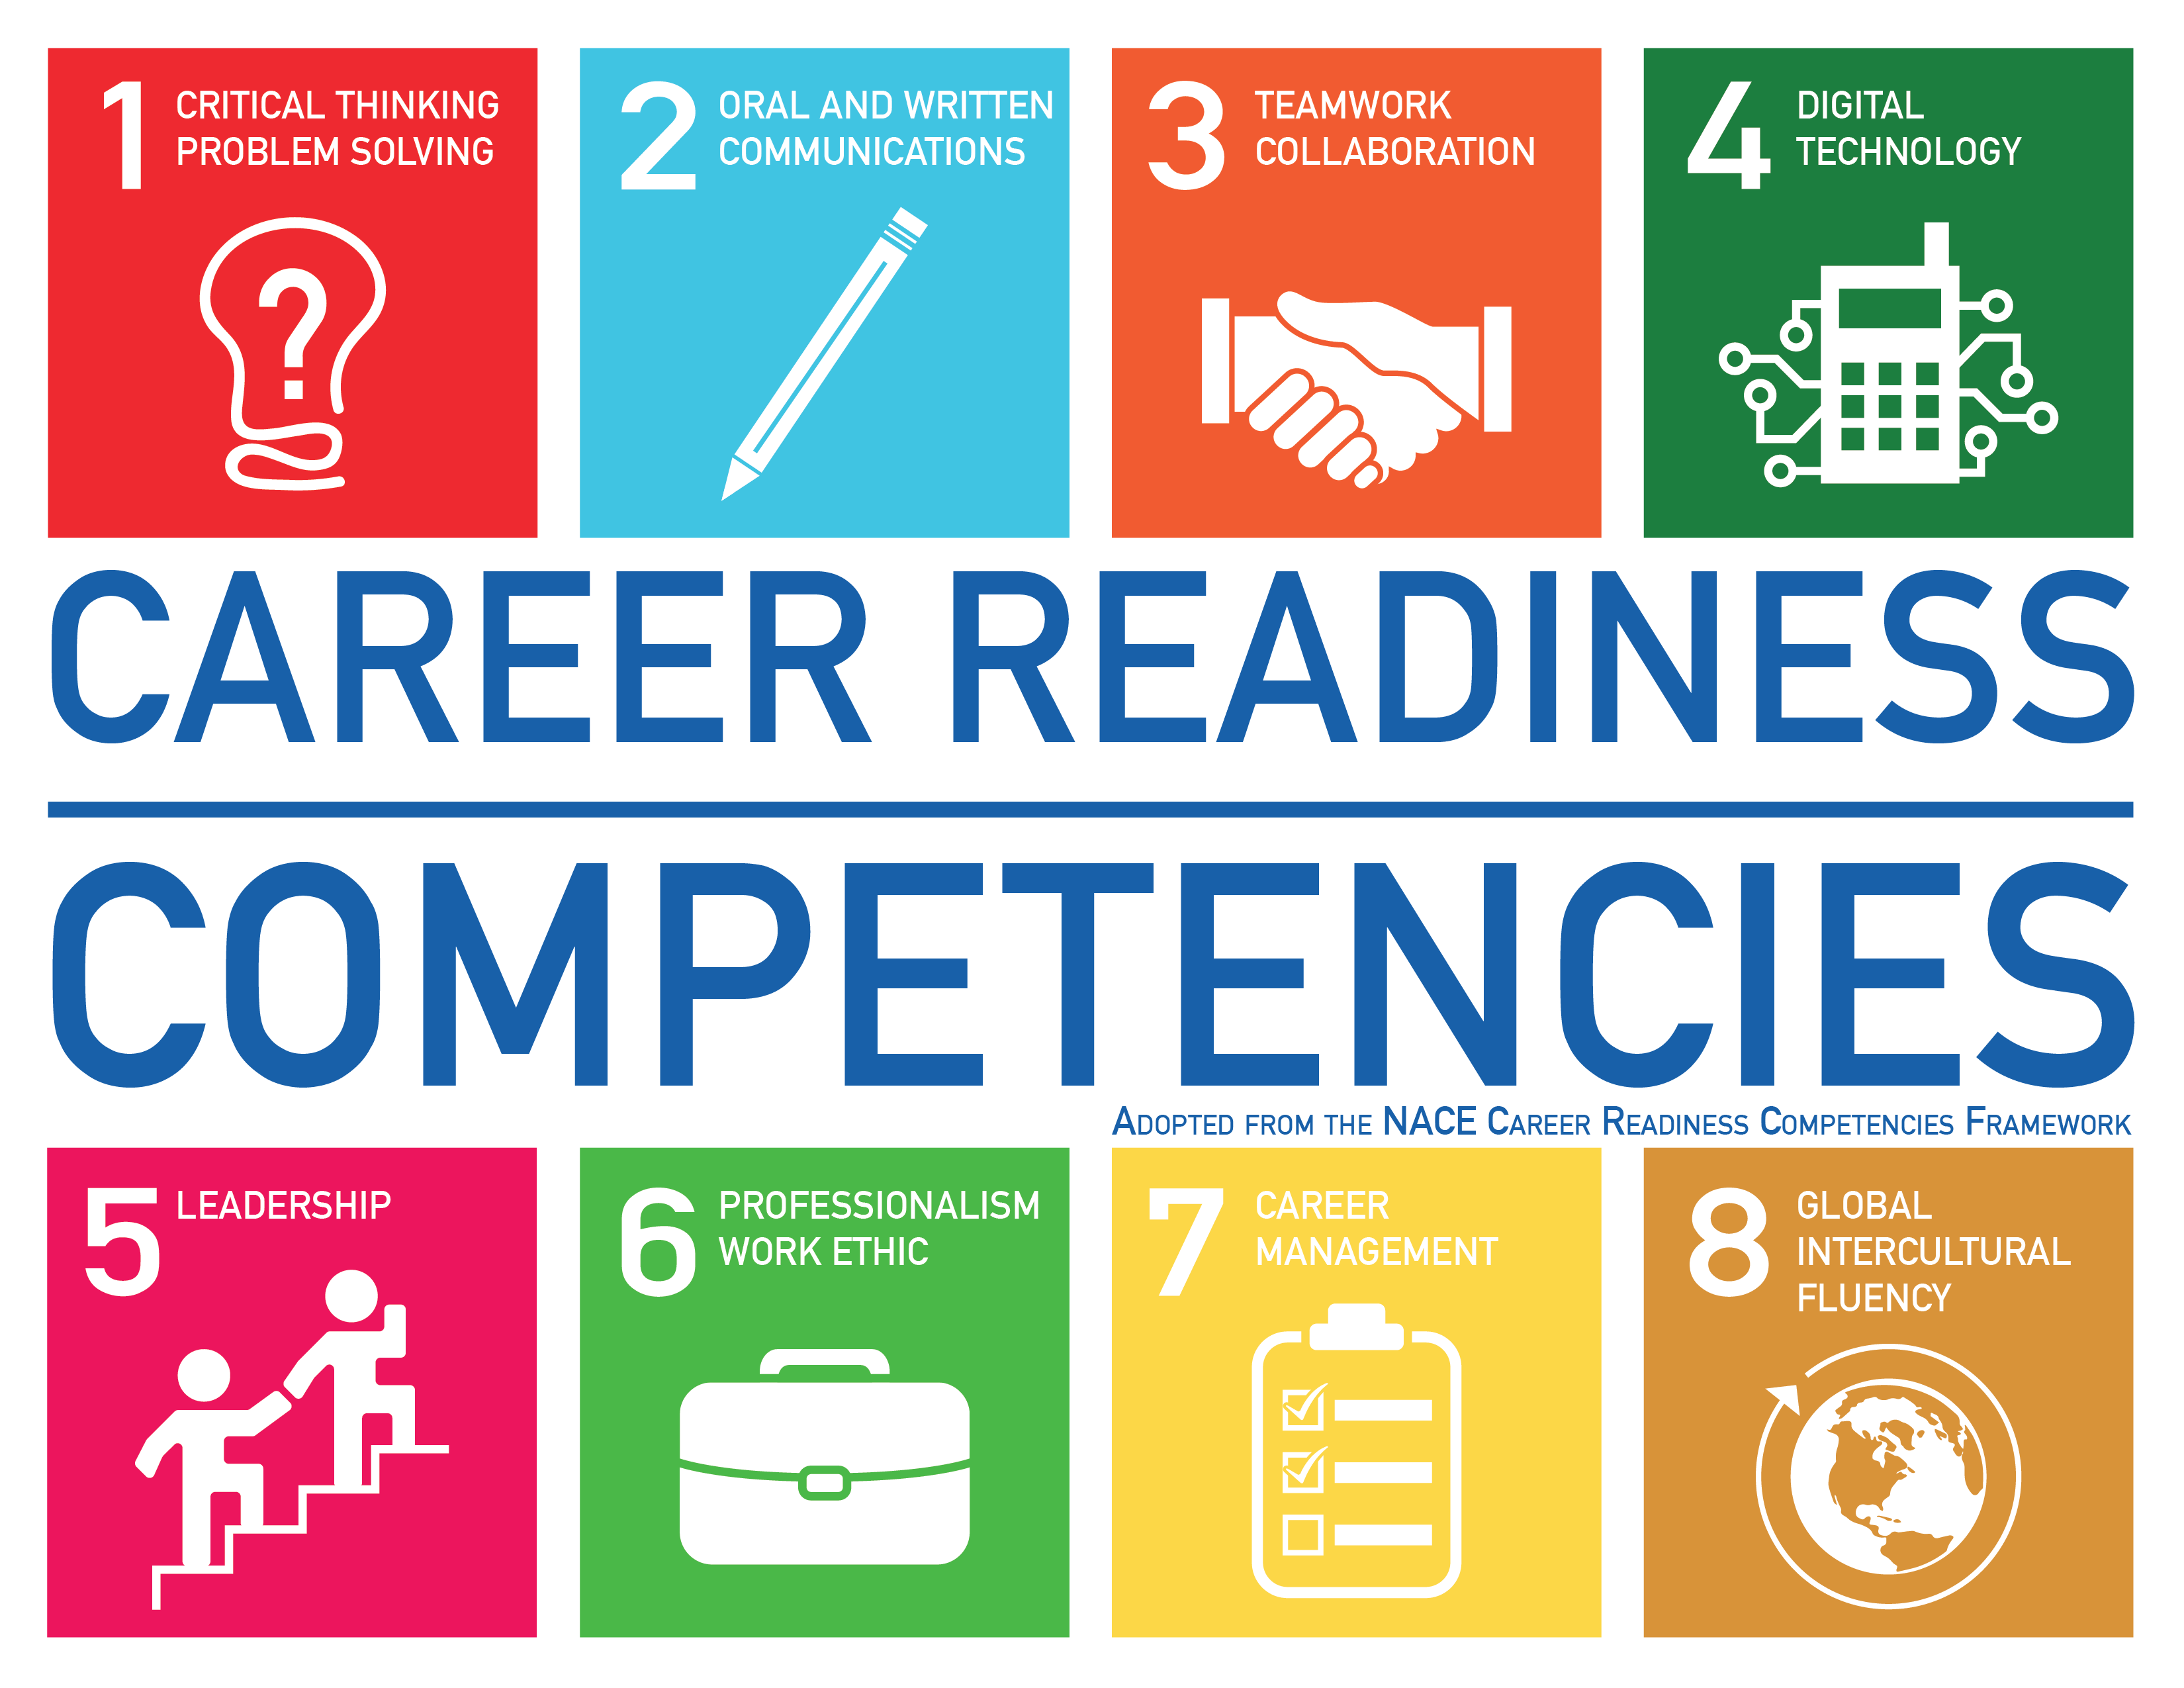 1
CRITICAL THINKING
PROBLEM SOLVING
2
ORAL AND WRITTEN
COMMUNICATIONS
3
TEAMWORK
COLLABORATION
4
DIGITAL
TECHNOLOGY
?
CAREER READINESS
COMPETENCIES
ADOPTED FROM THE NACE CAREER READINESS COMPETENCIES FRAMEWORK
5
LEADERSHIP
6
PROFESSIONALISM
WORK ETHIC
7
CAREER
MANAGEMENT
8
GLOBAL
INTERCULTURAL
FLUENCY